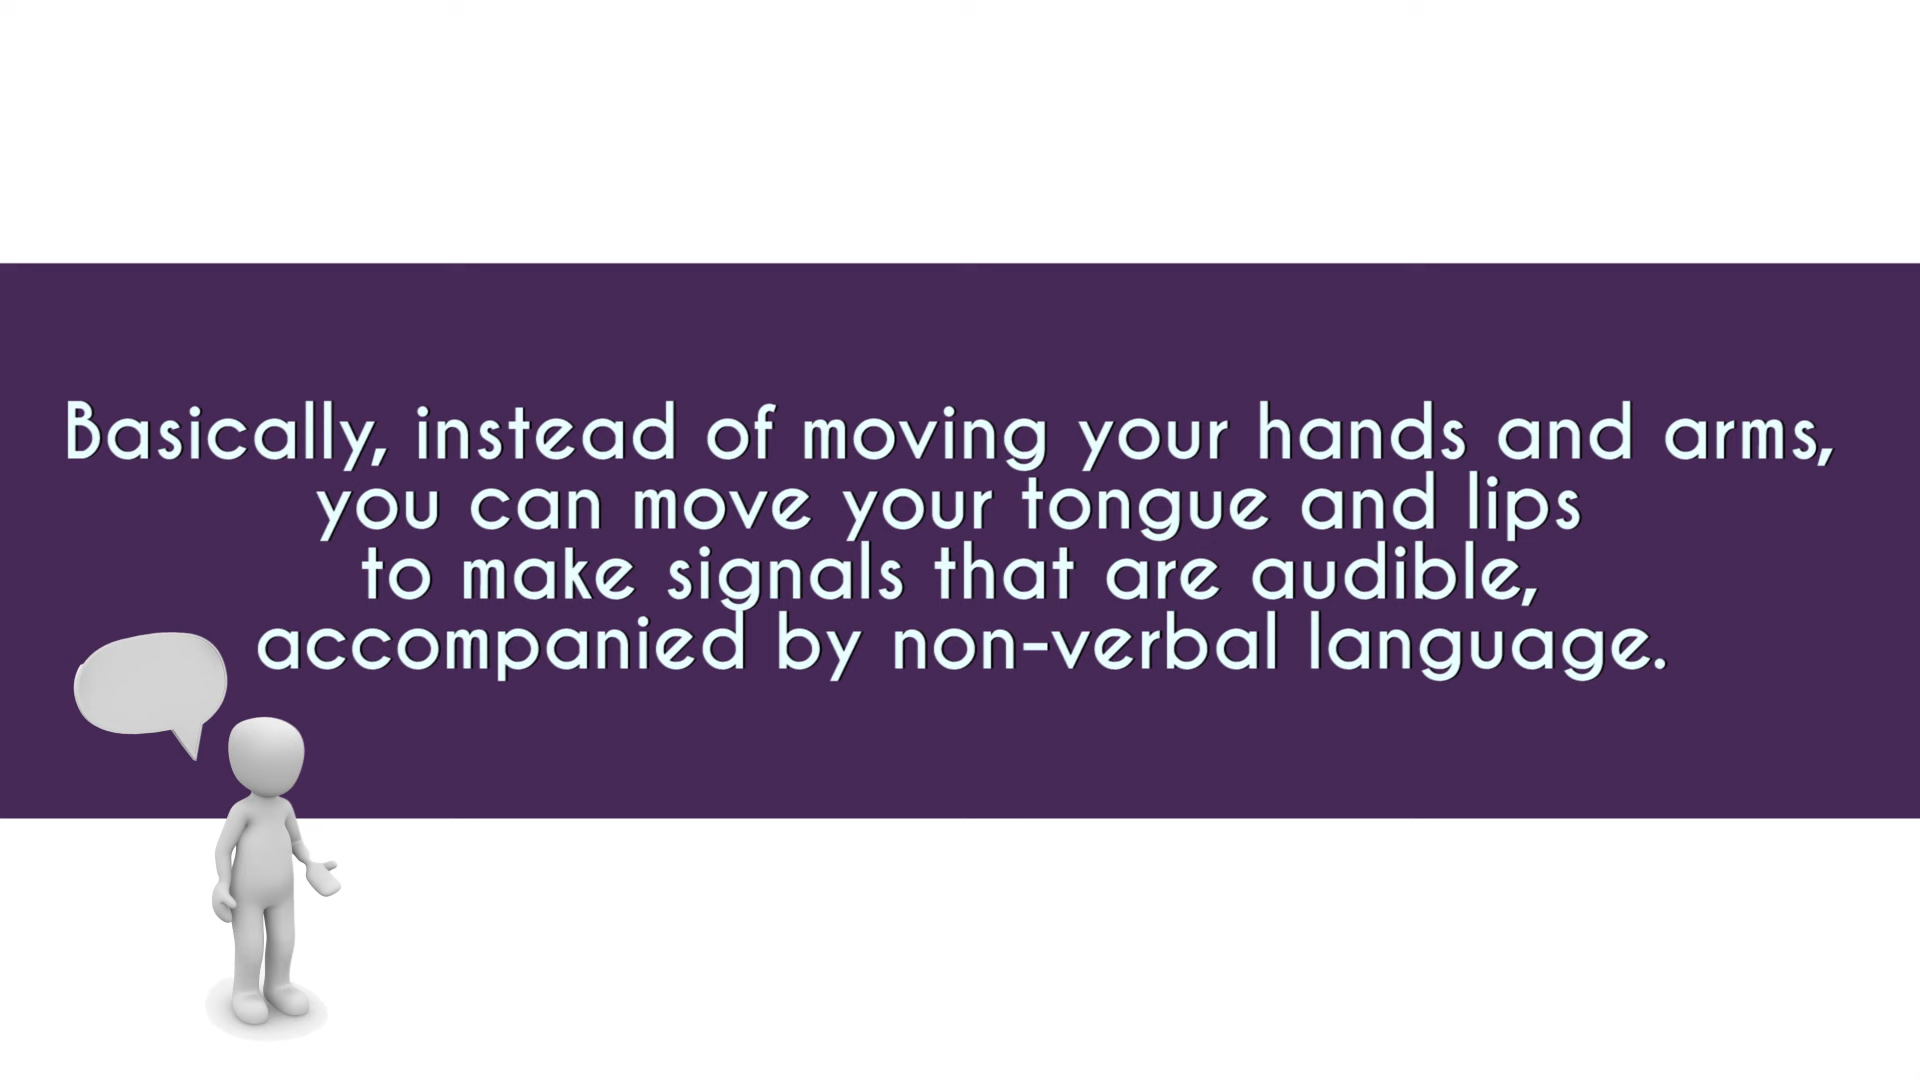 Basically, instead of moving your hands and arms,
you can move your tongue and lips
to make signals that are audible,
accompanied by non-verbal language.